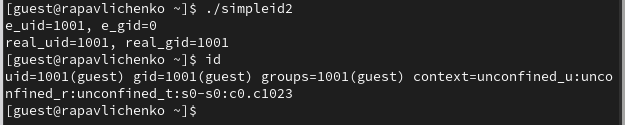 [guest@rapavlichenko ~]$ ./simpleid2
e_uid=1001, e_gid=0
real_uid=1001, real_gid=1001
[guest@rapavlichenko ~]$ id
uid=1001(guest) gid=1001(guest) groups=1001(guest) context=unconfined_u:unco
nfined_r:unconfined_t:s0-s0:c0.c1023
[guest@rapavlichenko ~]$